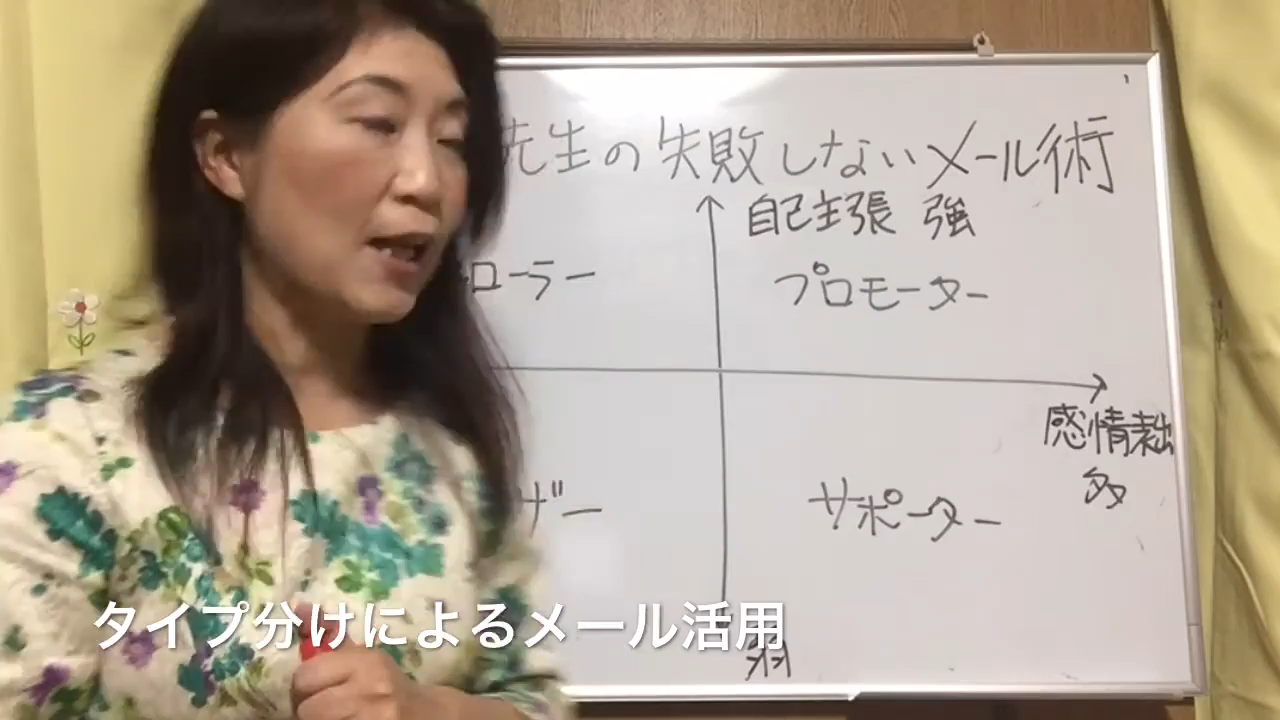 先生の失敗しないメール術
自己主張 強
ローラー プロモーター
感情表出
多
ザー サポーター
タイプ分けによるメール活用
弱